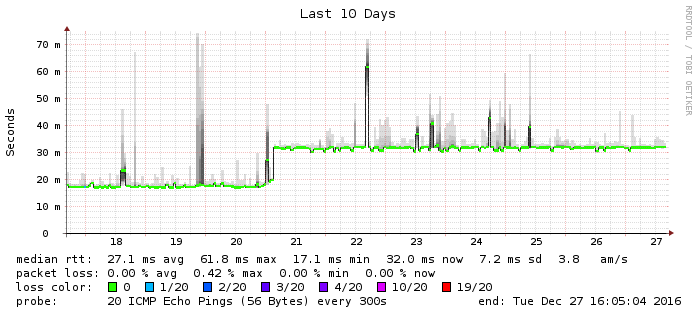 Last 10 Days
RRDTOOL / TOBI OETIKER
Seconds
70 m
60 m
50 m
40 m
30 m
20 m
10 m
0
18 19 20 21 22 23 24 25 26 27
median rtt: 27.1 ms avg 61.8 ms max 17.1 ms min 32.0 ms now 7.2 ms sd 3.8 am/s
packet loss: 0.00 % avg 0.42 % max 0.00 % min 0.00 % now
loss color: 0 1/20 2/20 3/20 4/20 10/20 19/20
probe: 20 ICMP Echo Pings (56 Bytes) every 300s end: Tue Dec 27 16:05:04 2016